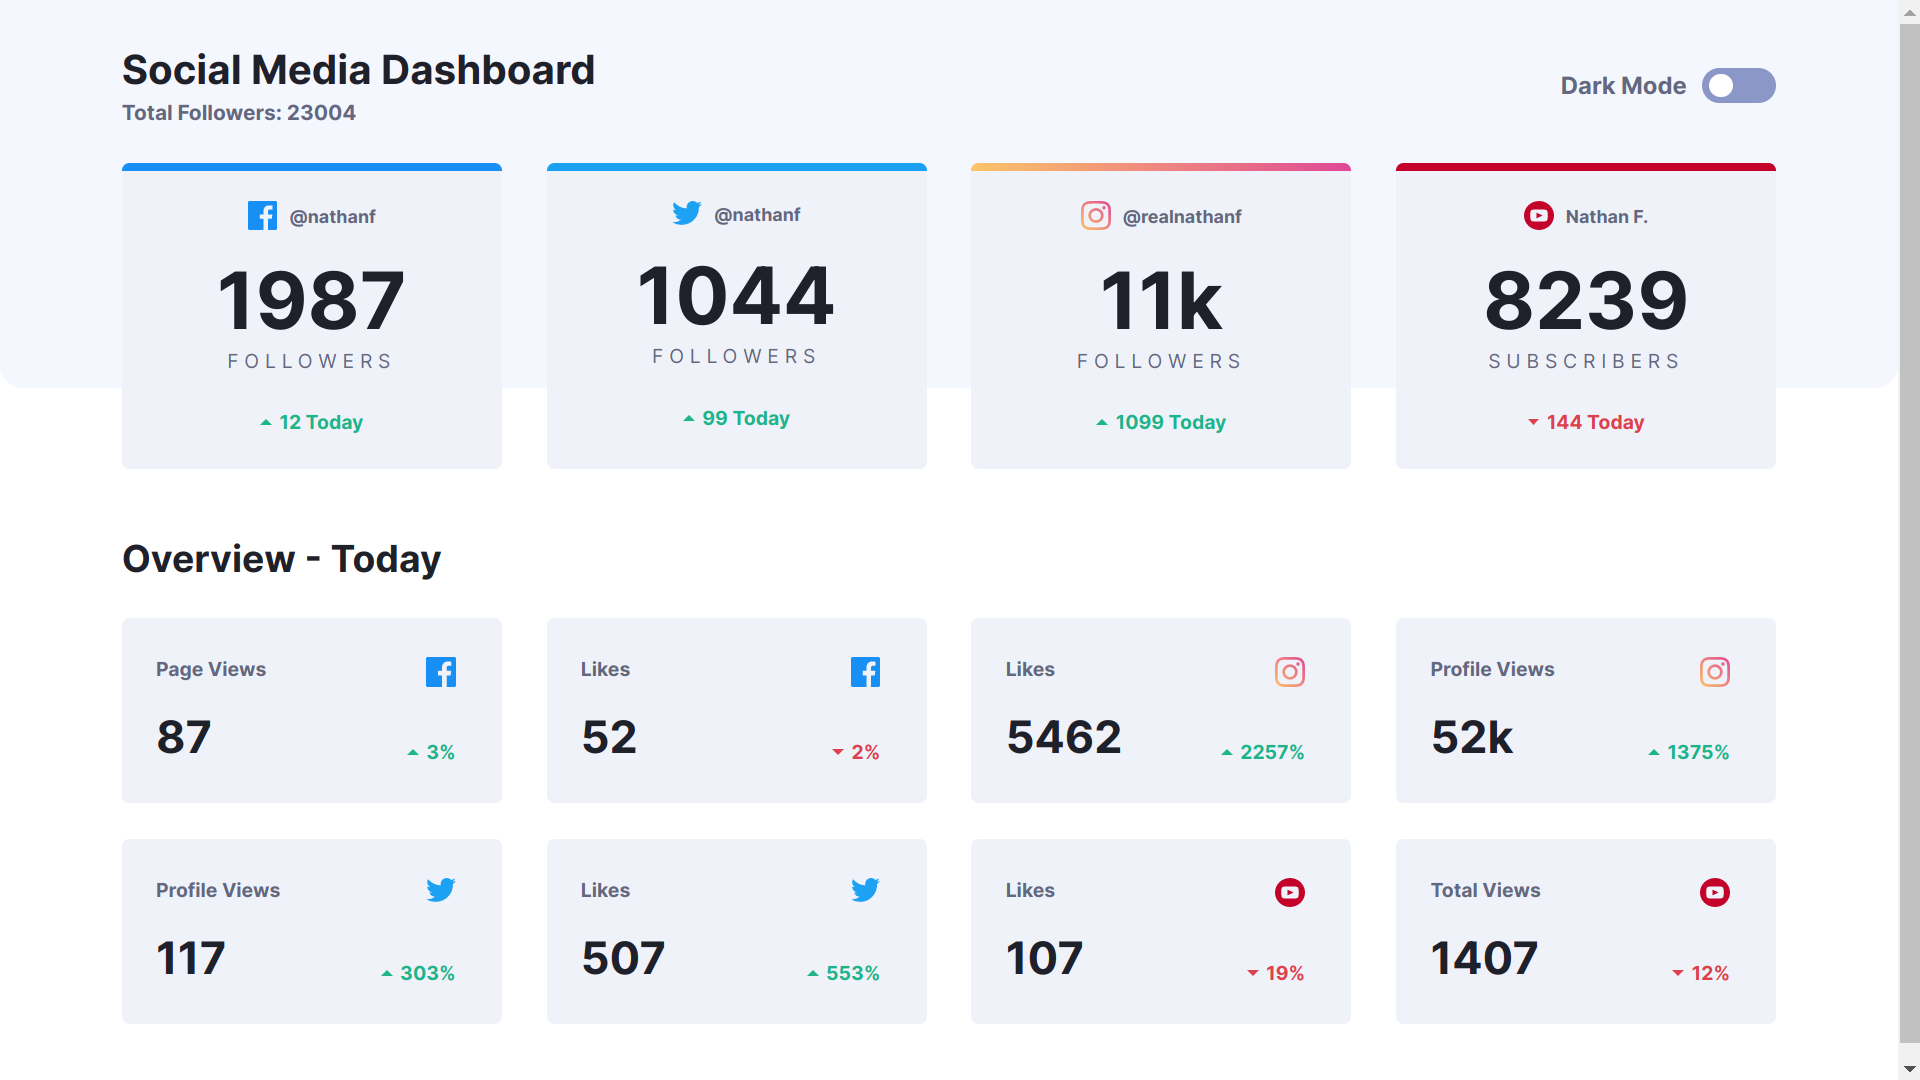 Social Media Dashboard
Total Followers: 23004
Dark Mode
@nathanf
1987
FOLLOWERS
12 Today
@nathanf
1044
FOLLOWERS
99 Today
@realnathanf
11k
FOLLOWERS
1099 Today
Nathan F.
8239
SUBSCRIBERS
144 Today
Overview - Today
Page Views
87
3%
Likes
52
2%
Likes
5462
2257%
Profile Views
52k
1375%
Profile Views
117
303%
Likes
507
553%
Likes
107
19%
Total Views
1407
12%